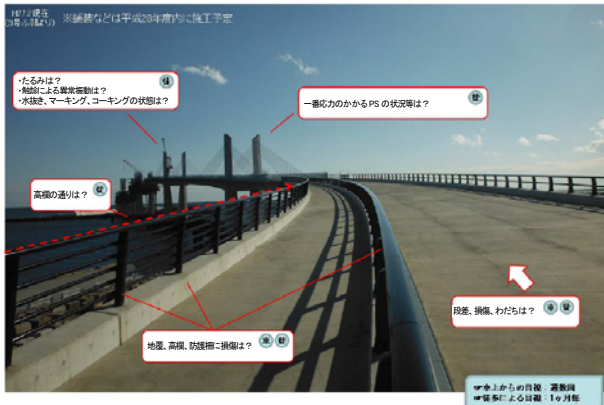 H27.2現在
※舗装などは平成28年度内に施工予定
・たるみは?
・触診による異常振動は?
・水抜き、マーキング、コーキングの状態は?
一番応力のかかるPSの状況等は?
高欄の通りは?
地覆、高欄、防護柵に損傷は?
段差、損傷、わだちは?
車上からの目視:週数回
徒歩による目視:1ヶ月毎